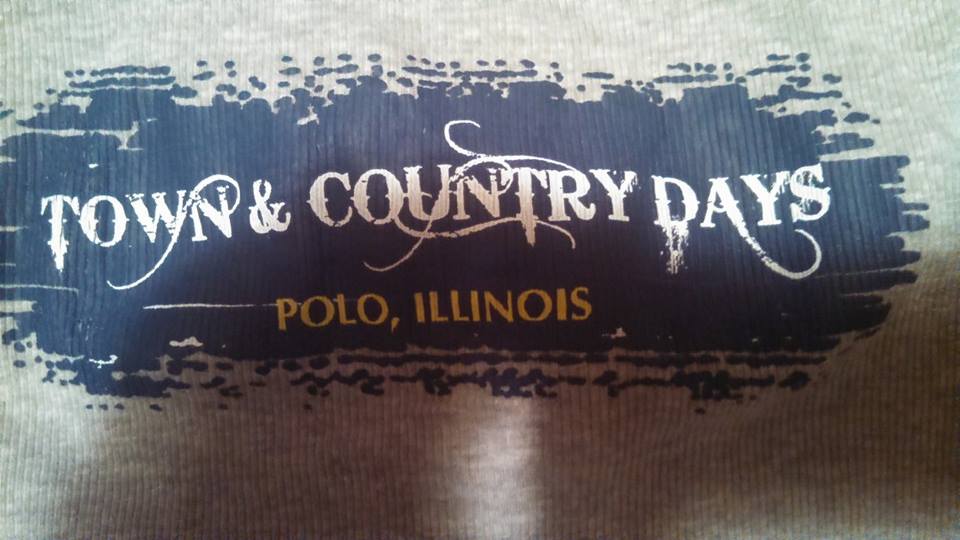 TOWN & COUNTRY DAYS
POLO, ILLINOIS